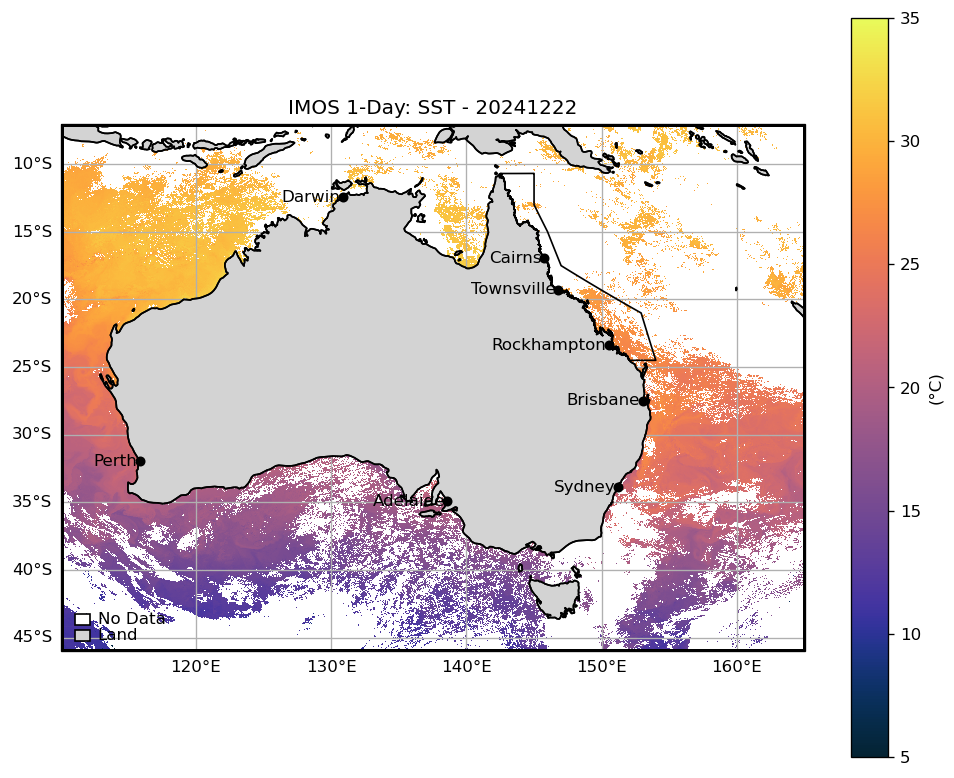 IMOS 1-Day: SST - 20241222
35
30
25
20
15
10
5
(°C)
10°S
15°S
20°S
25°S
30°S
35°S
40°S
45°S
Darwin
Cairns
Townsville
Rockhampton
Brisbane
Perth
Sydney
Adelaide
No Data
Land
120°E
130°E
140°E
150°E
160°E